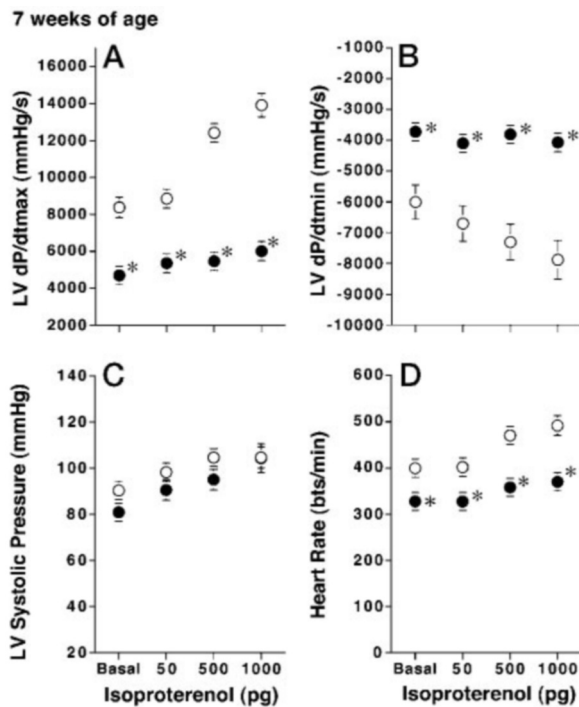 7 weeks of age
A
LV dP/dtmax (mmHg/s)
16000
14000
12000
10000
8000
6000
4000
2000
* * * *
B
LV dP/dtmin (mmHg/s)
-1000
-2000
-3000
-4000
-5000
-6000
-7000
-8000
-9000
-10000
* * * *
C
LV Systolic Pressure (mmHg)
140
120
100
80
60
40
20
Basal 50 500 1000
Isoproterenol (pg)
D
Heart Rate (bts/min)
500
400
300
200
100
0
* * * *
Basal 50 500 1000
Isoproterenol (pg)